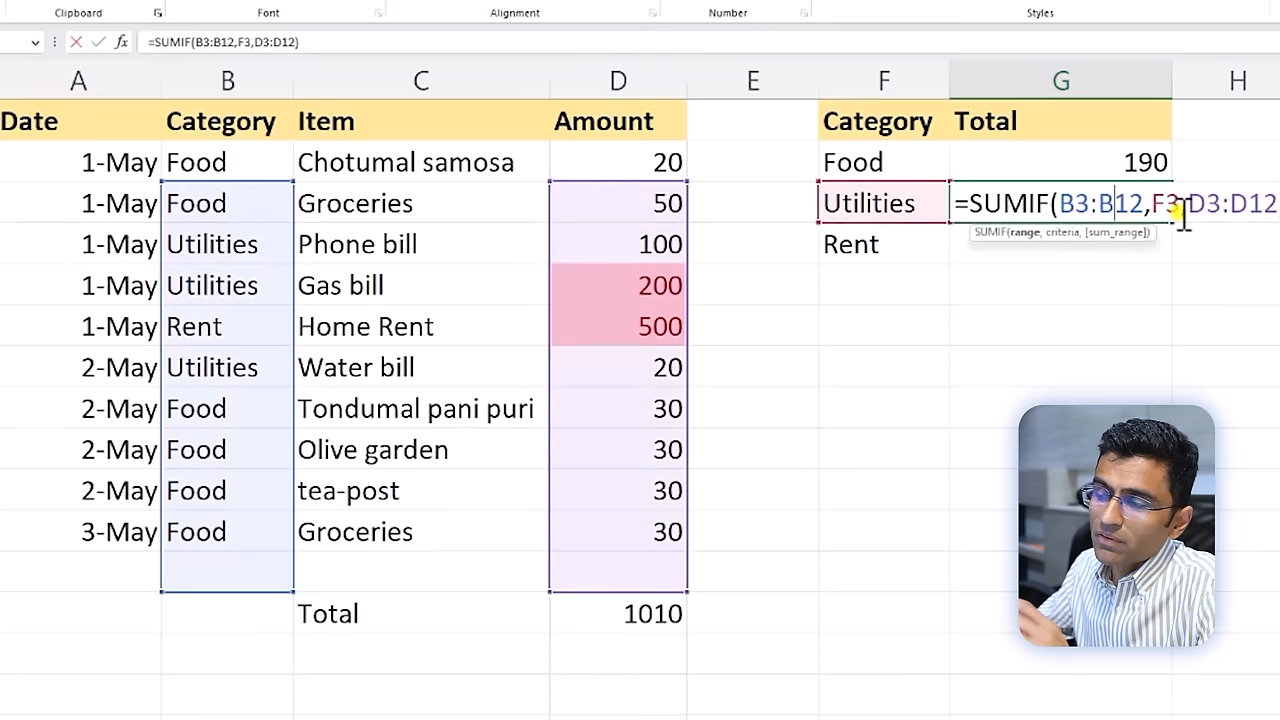 Clipboard Font Alignment Number Styles
fx =SUMIF(B3:B12,F3,D3:D12)
A B C D E F G H
Date Category Item Amount Category Total
1-May Food Chotumal samosa 20 Food 190
1-May Food Groceries 50 Utilities =SUMIF(B3:B12,F3,D3:D12
SUMIF(range, criteria, [sum_range])
1-May Utilities Phone bill 100 Rent
1-May Utilities Gas bill 200
1-May Rent Home Rent 500
2-May Utilities Water bill 20
2-May Food Tondumal pani puri 30
2-May Food Olive garden 30
2-May Food tea-post 30
3-May Food Groceries 30
Total 1010